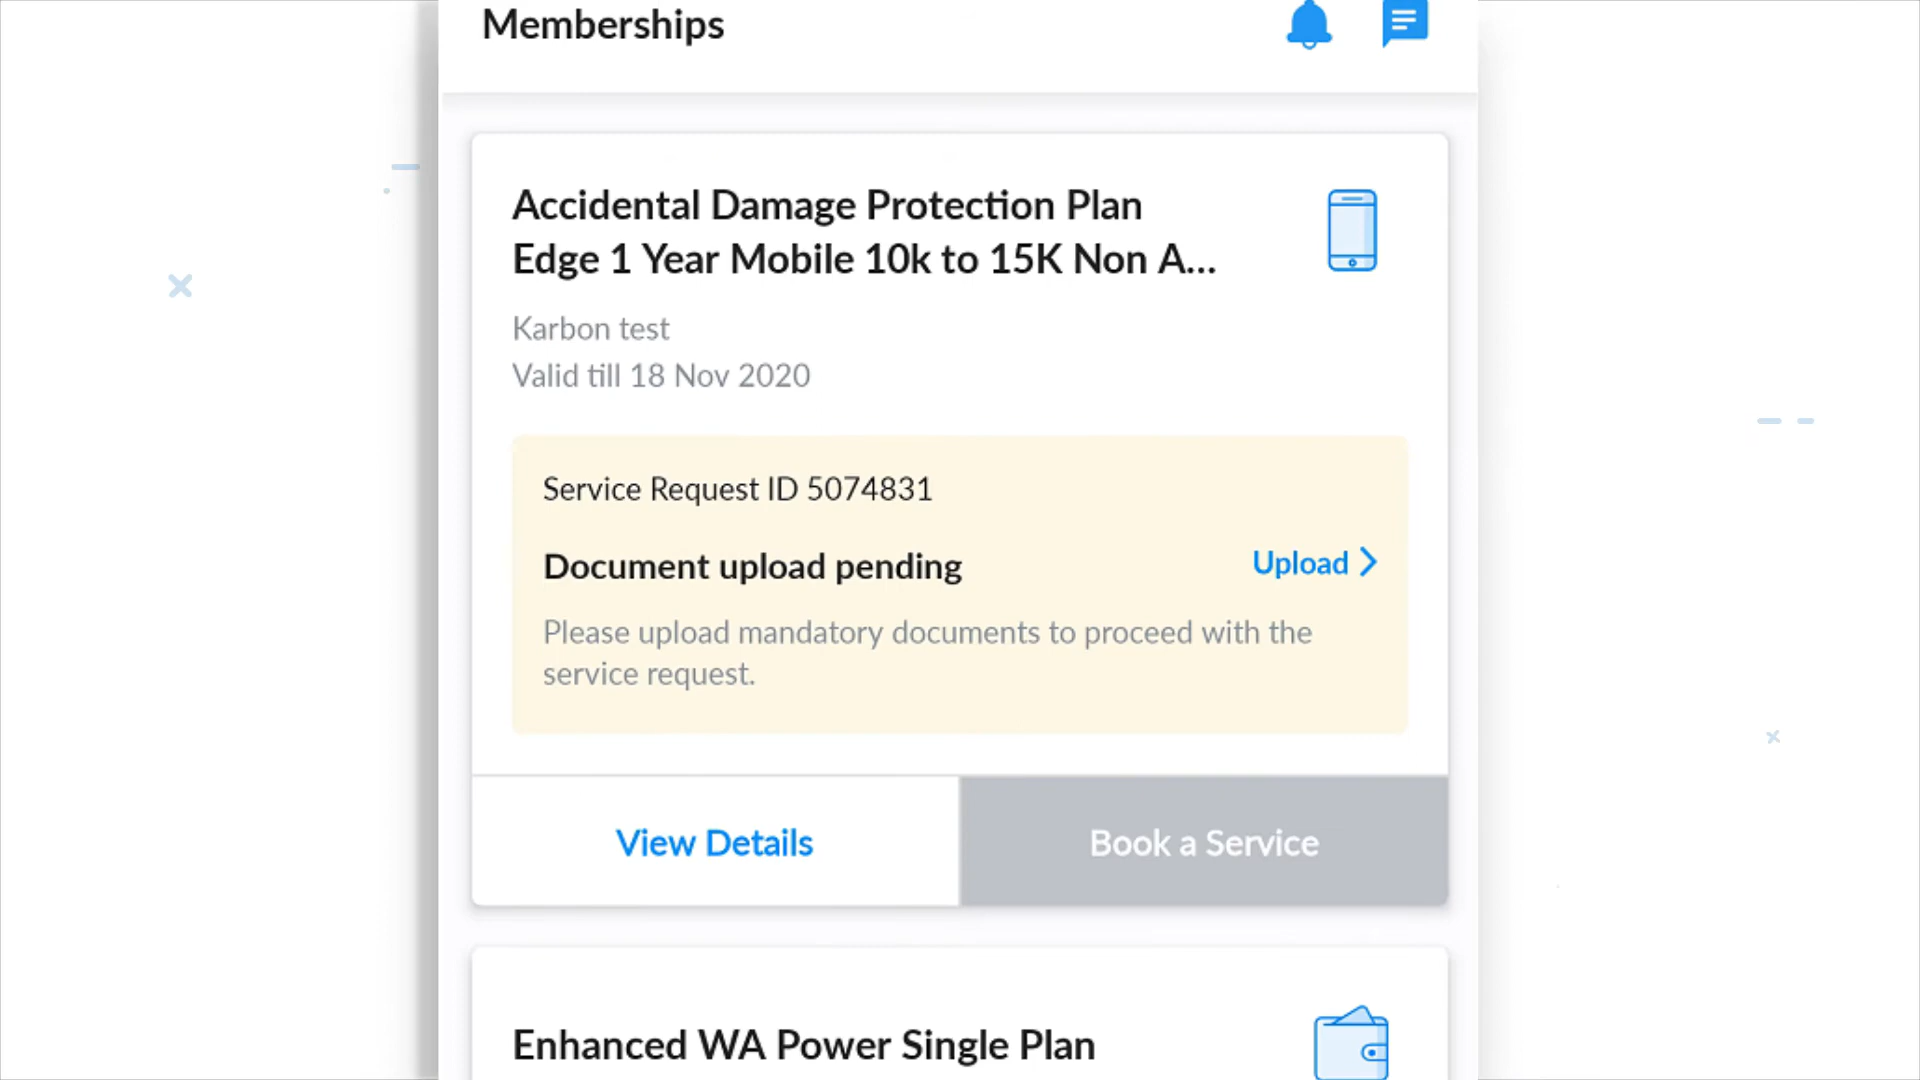 Memberships
Accidental Damage Protection Plan
Edge 1 Year Mobile 10k to 15K Non A...
Karbon test
Valid till 18 Nov 2020
Service Request ID 5074831
Document upload pending
Upload
Please upload mandatory documents to proceed with the
service request.
View Details
Book a Service
Enhanced WA Power Single Plan